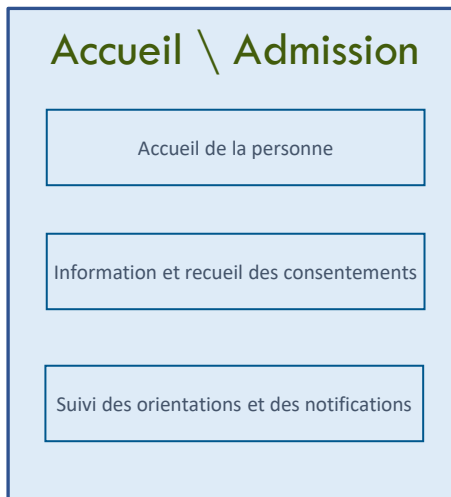 Accueil \ Admission
Accueil de la personne
Information et recueil des consentements
Suivi des orientations et des notifications